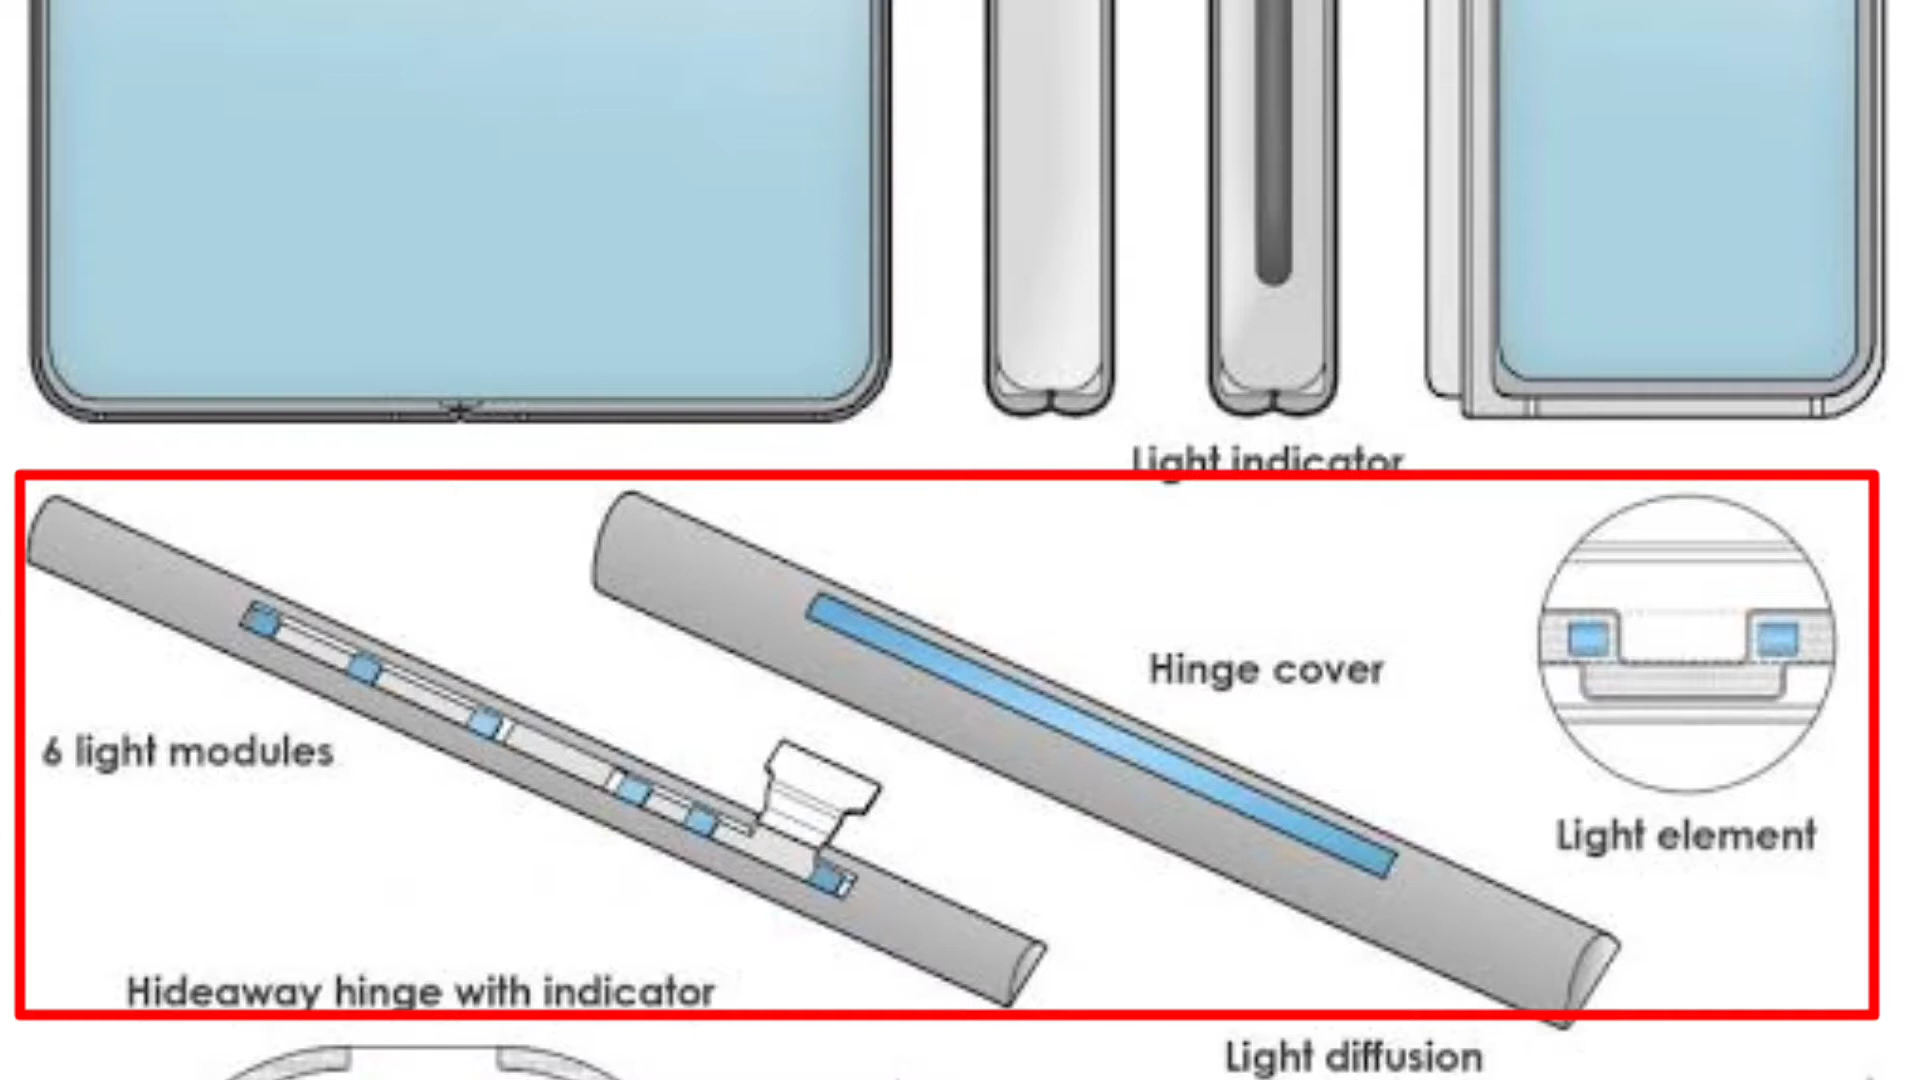 Light indicator
Hinge cover
6 light modules
Light element
Hideaway hinge with indicator
Light diffusion